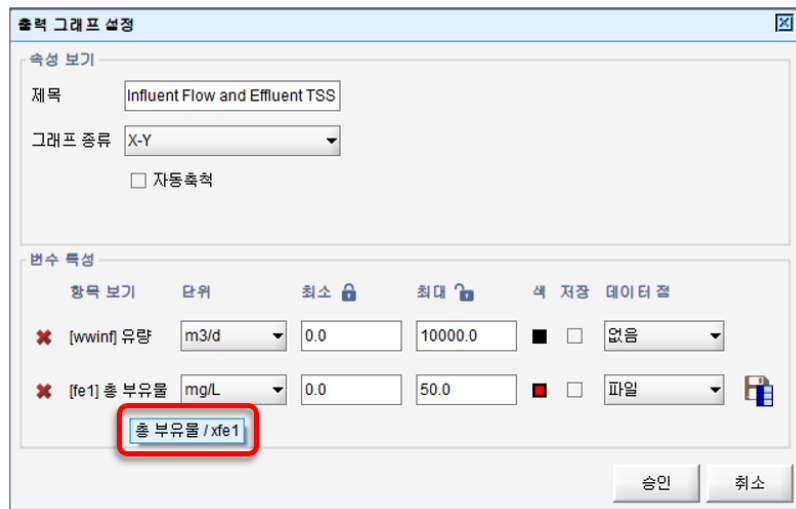 출력 그래프 설정
속성 보기
제목 Influent Flow and Effluent TSS
그래프 종류 X-Y
자동축척
변수 특성
항목 보기 단위 최소 최대 색 저장 데이터 점
[wwinf] 유량 m3/d 0.0 10000.0 없음
[fe1] 총 부유물 mg/L 0.0 50.0 파일
총 부유물 / xfe1
승인 취소